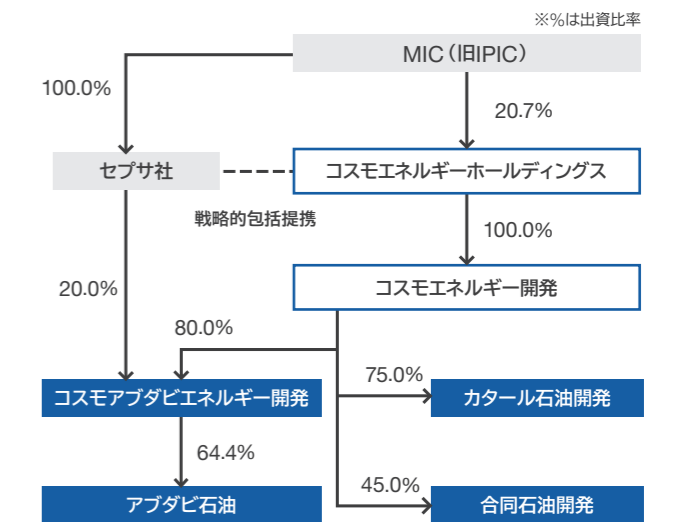 ※%は出資比率
MIC（旧IPIC）
100.0%
20.7%
セプサ社
コスモエネルギーホールディングス
戦略的包括提携
100.0%
コスモエネルギー開発
20.0%
80.0%
75.0%
コスモアブダビエネルギー開発
カタール石油開発
64.4%
45.0%
アブダビ石油
合同石油開発